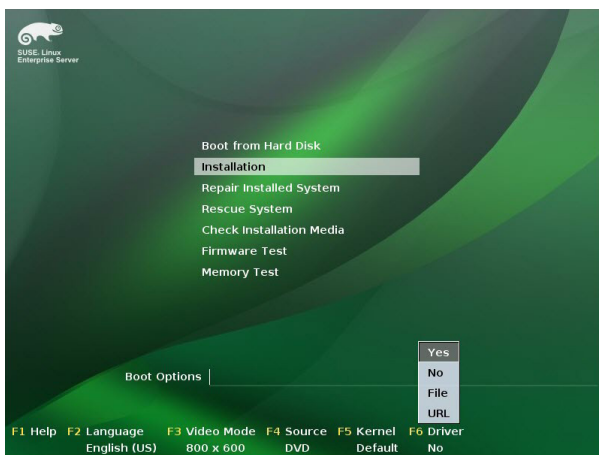 SUSE. Linux
Enterprise Server
Boot from Hard Disk
Installation
Repair Installed System
Rescue System
Check Installation Media
Firmware Test
Memory Test
Yes
No
File
URL
Boot Options
F1 Help F2 Language F3 Video Mode F4 Source F5 Kernel F6 Driver
English (US) 800 x 600 DVD Default No